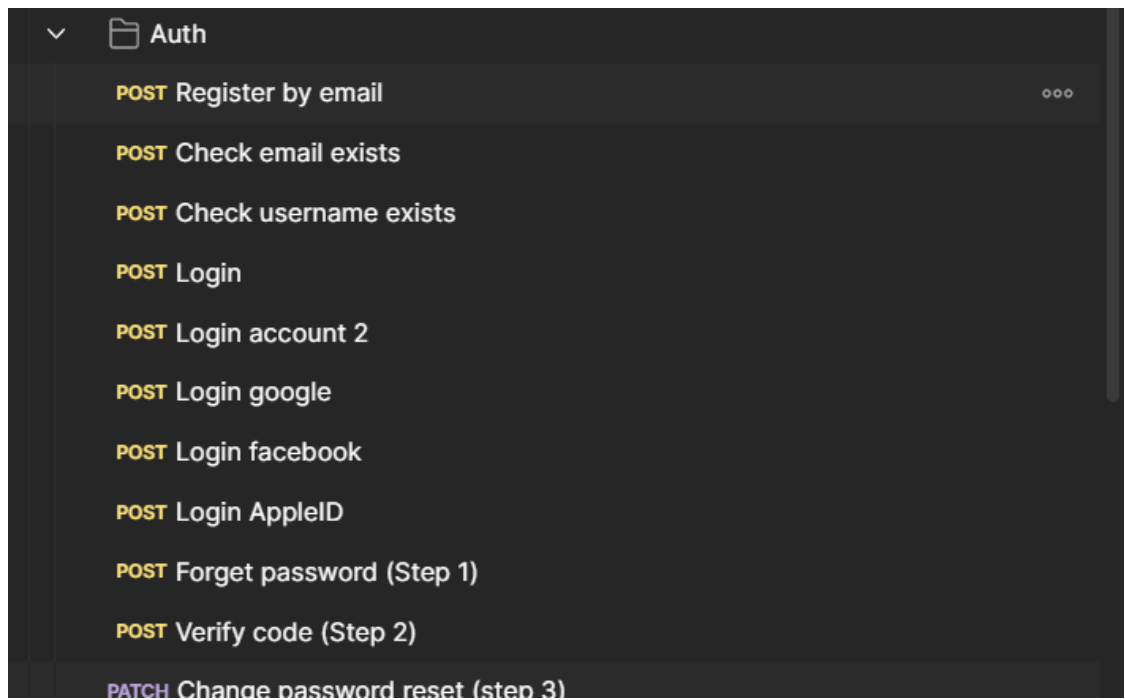 Auth
POST Register by email
POST Check email exists
POST Check username exists
POST Login
POST Login account 2
POST Login google
POST Login facebook
POST Login AppleID
POST Forget password (Step 1)
POST Verify code (Step 2)
PATCH Change password reset (step 3)